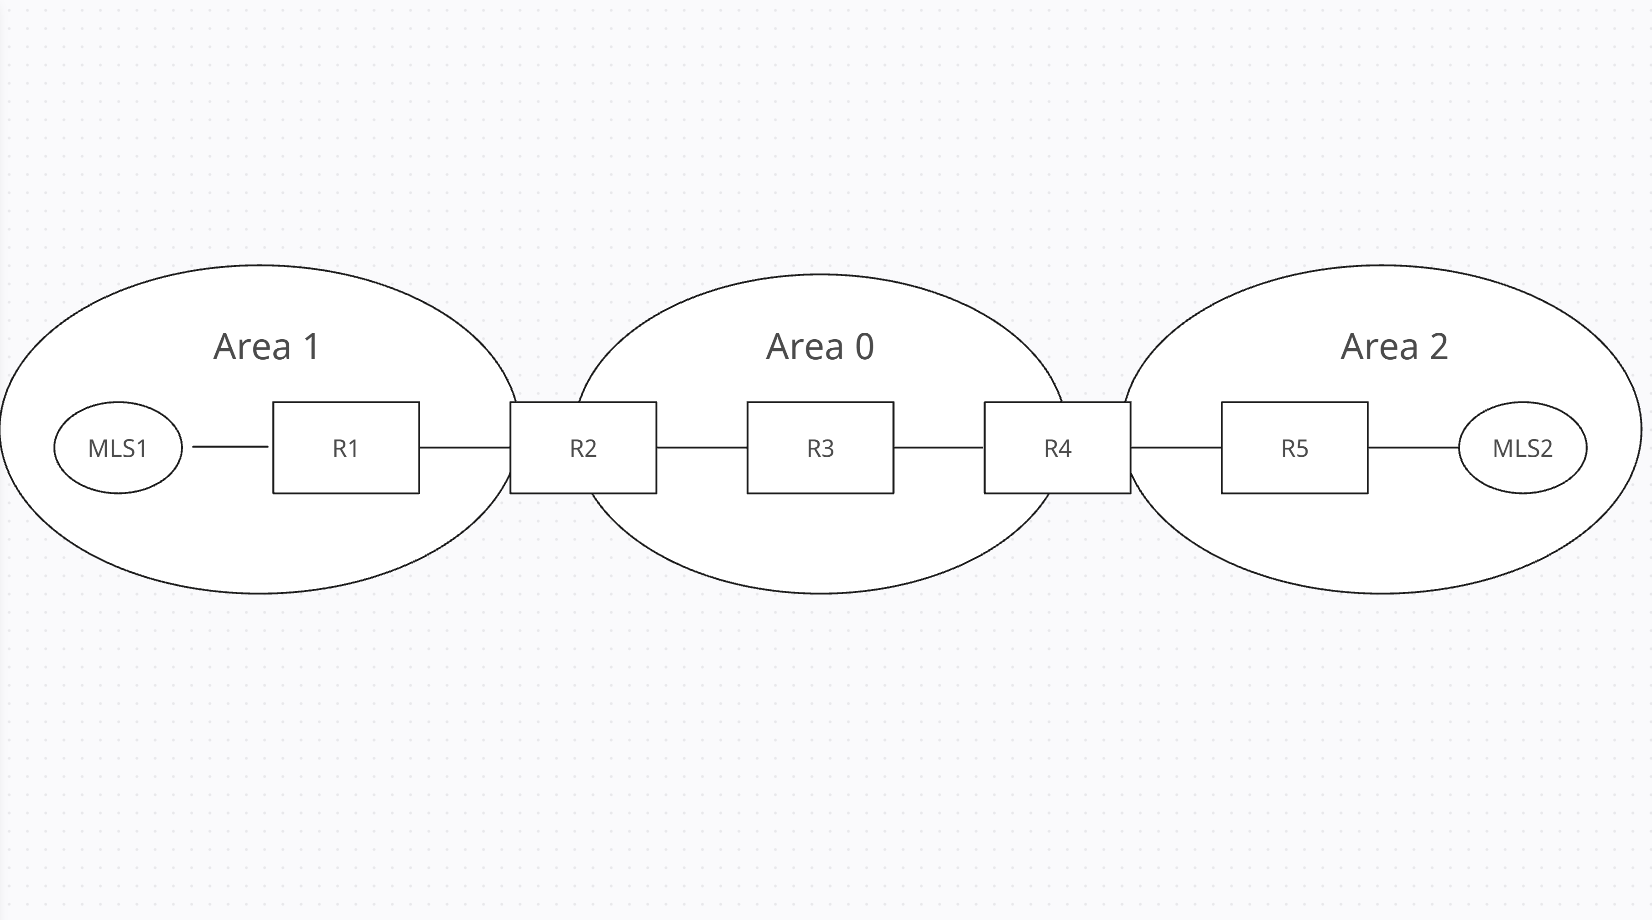 Area 1
Area 0
Area 2
MLS1
R1
R2
R3
R4
R5
MLS2